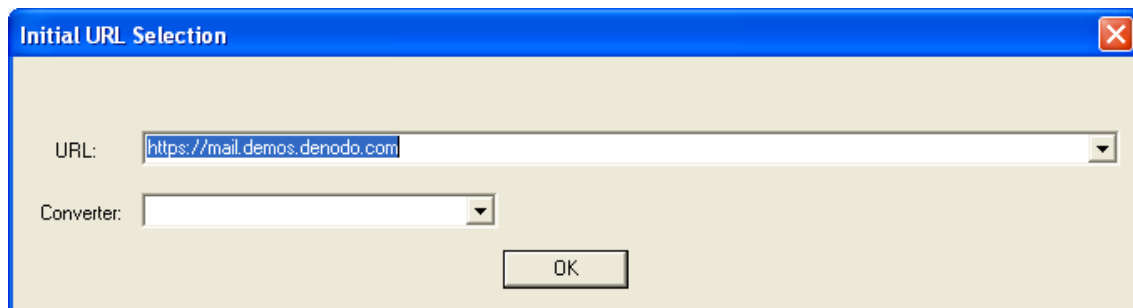 Initial URL Selection
URL: https://mail.demos.denodo.com
Converter:
OK